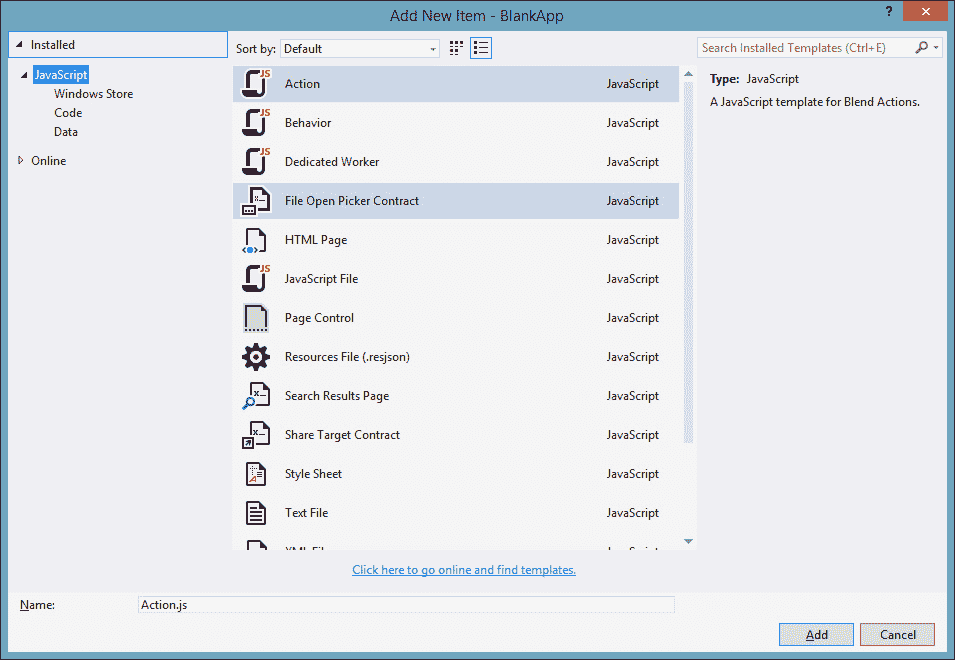 Add New Item - BlankApp
?
Installed
Sort by: Default
Search Installed Templates (Ctrl+E)
JavaScript
Windows Store
Code
Data
Online
Action JavaScript
Behavior JavaScript
Dedicated Worker JavaScript
File Open Picker Contract JavaScript
HTML Page JavaScript
JavaScript File JavaScript
Page Control JavaScript
Resources File (.resjson) JavaScript
Search Results Page JavaScript
Share Target Contract JavaScript
Style Sheet JavaScript
Text File JavaScript
Type: JavaScript
A JavaScript template for Blend Actions.
Click here to go online and find templates.
Name: Action.js
Add Cancel